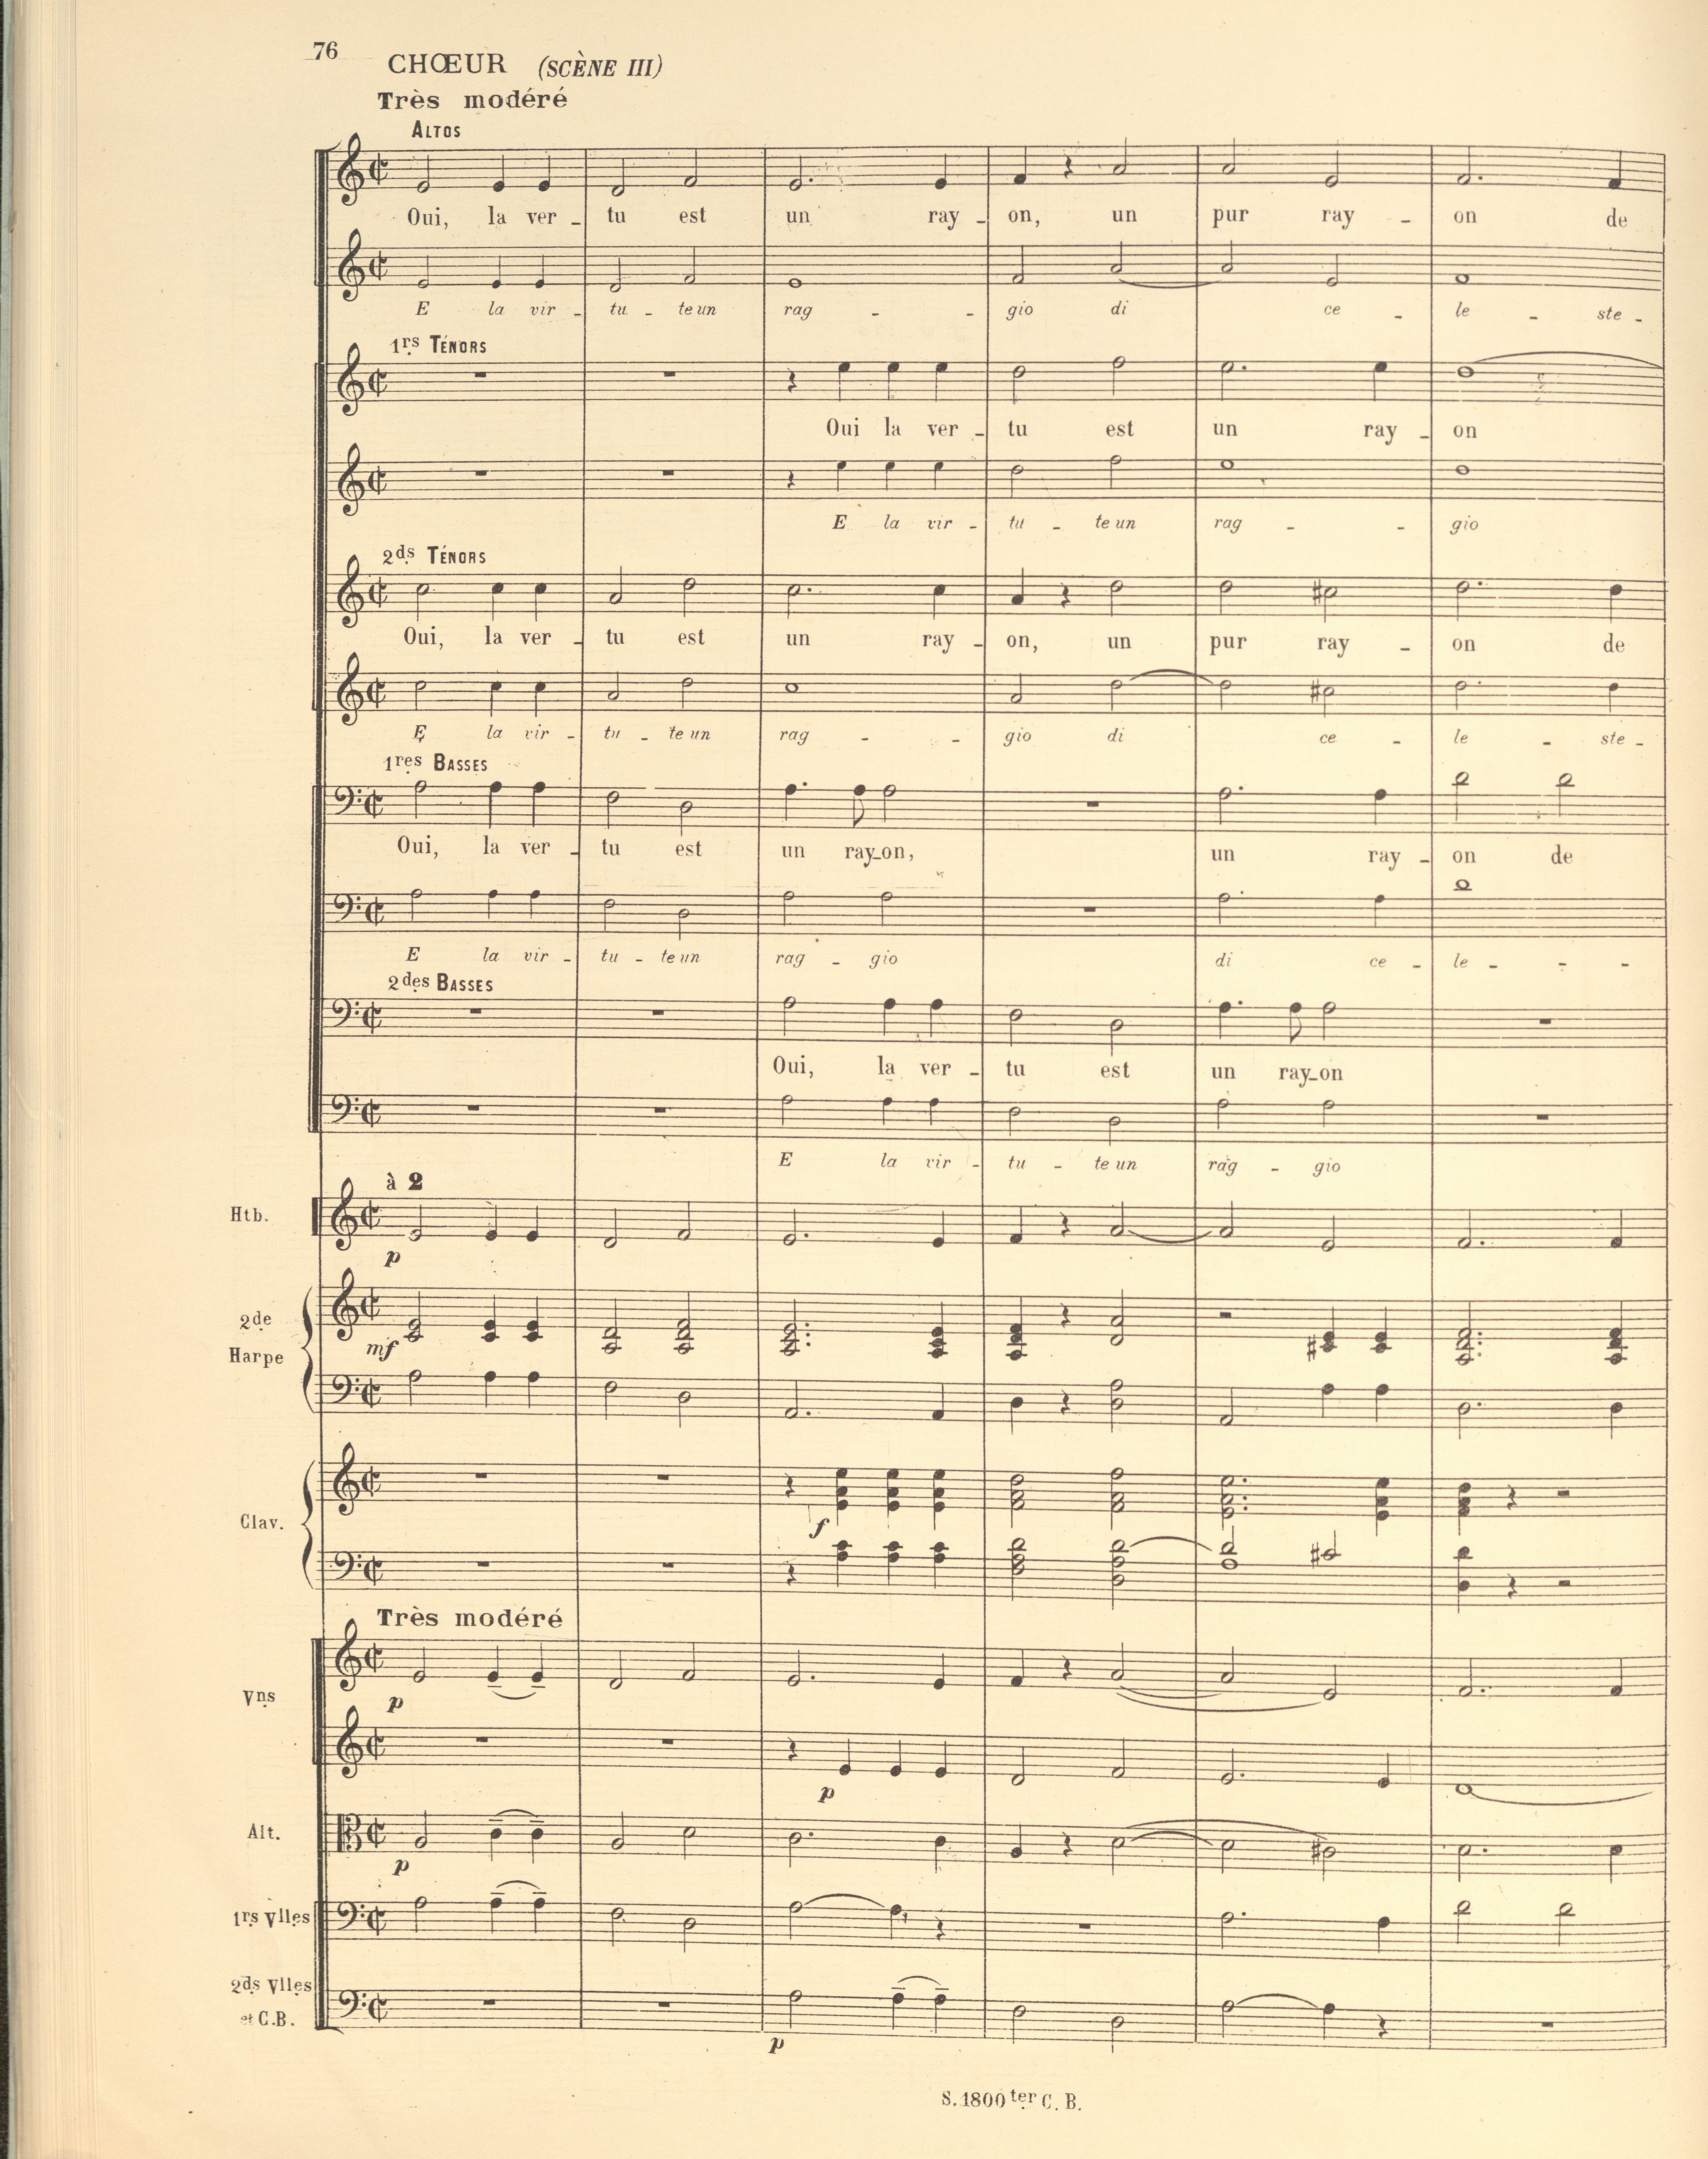 76
CHŒUR (SCÈNE III)
Très modéré
ALTOS
Oui, la ver - tu est un ray - on, un pur ray - on de
E la vir - tu - te un rag - - gio di ce - le - ste -
1rs TÉNORS
Oui la ver - tu est un ray - on
E la vir - tu - te un rag - - gio
2ds TÉNORS
Oui, la ver - tu est un ray - on, un pur ray - on de
E la vir - tu - te un rag - - gio di ce - le - ste -
1res BASSES
Oui, la ver - tu est un ray - on, un ray - on de
E la vir - tu - te un rag - gio di ce - le - - -
2des BASSES
Oui, la ver - tu est un ray - on
E la vir - tu - te un rag - gio
à 2
Htb.
p
2de
Harpe
mf
Clav.
f
Très modéré
Vns
p
p
Alt.
p
1rs Vlles
2ds Vlles
et C.B.
p
S. 1800 ter C. B.